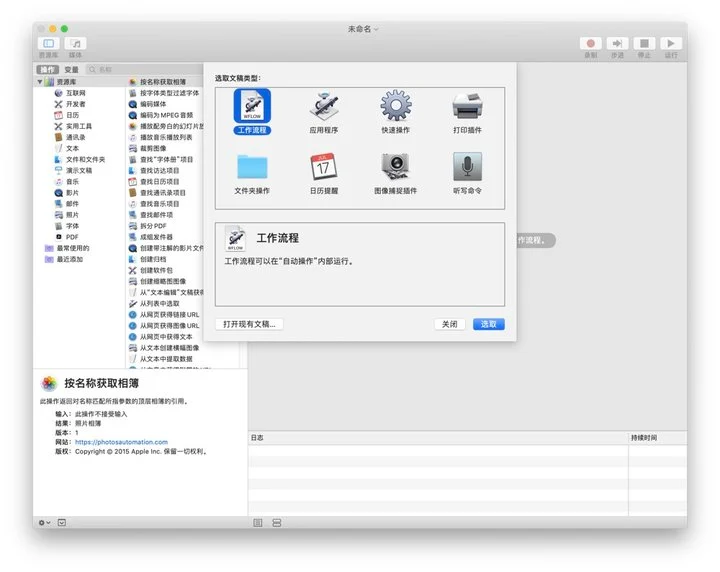 未命名
资源库
媒体
录制
步进
停止
运行
操作
变量
名称
选取文稿类型:
工作流程
应用程序
快速操作
打印插件
文件夹操作
日历提醒
图像捕捉插件
听写命令
WFLOW
JUL
17
工作流程
工作流程可以在“自动操作”内部运行。
打开现有文稿...
关闭
选取
作流程。
资源库
互联网
开发者
日历
实用工具
通讯录
文本
文件和文件夹
演示文稿
音乐
影片
邮件
照片
字体
PDF
最常使用的
最近添加
按名称获取相簿
按字体类型过滤字体
编码媒体
编码为 MPEG 音频
播放配旁白的幻灯片放
播放音乐播放列表
裁剪图像
查找“字体册”项目
查找访达项目
查找日历项目
查找通讯录项目
查找音乐项目
查找邮件项
拆分 PDF
成组发件器
创建带注解的影片文件
创建归档
创建软件包
创建缩略图图像
从“文本编辑”文稿获得
从列表中选取
从网页获得链接 URL
从网页获得图像 URL
从网页中获得文本
从文本创建横幅图像
从文本中提取数据
按名称获取相簿
此操作返回对名称匹配所指参数的顶层相簿的引用。
输入: 此操作不接受输入
结果: 照片相簿
版本: 1
网站: https://photosautomation.com
版权: Copyright © 2015 Apple Inc. 保留一切权利。
日志
持续时间